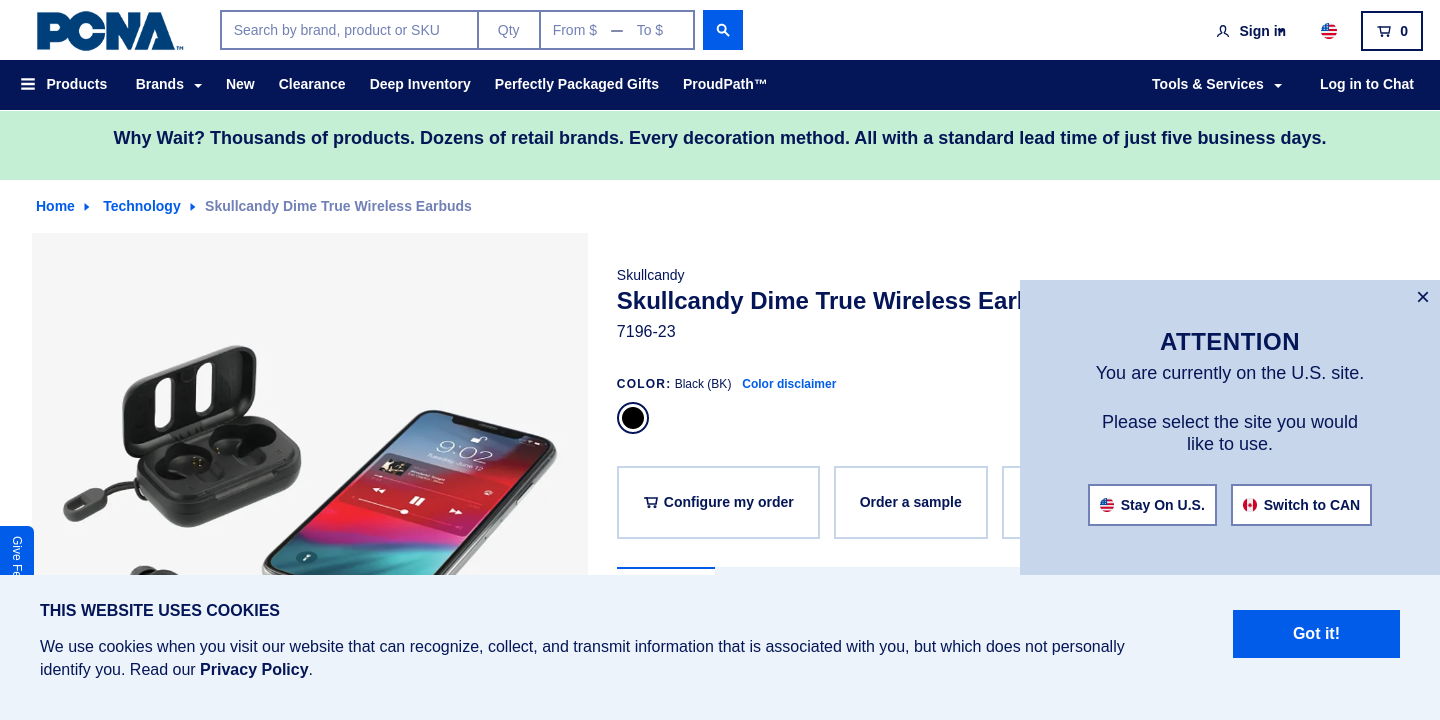 PCNA™
Search by brand, product or SKU
Qty
From $ — To $
Sign in
0
Products
Brands
New
Clearance
Deep Inventory
Perfectly Packaged Gifts
ProudPath™
Tools & Services
Log in to Chat
Why Wait? Thousands of products. Dozens of retail brands. Every decoration method. All with a standard lead time of just five business days.
Home
Technology
Skullcandy Dime True Wireless Earbuds
Skullcandy
Skullcandy Dime True Wireless Earb
7196-23
COLOR: Black (BK) Color disclaimer
9:02
Tuesday, June 12
Configure my order
Order a sample
×
ATTENTION
You are currently on the U.S. site.
Please select the site you would
like to use.
Stay On U.S.
Switch to CAN
Give Fe
THIS WEBSITE USES COOKIES
We use cookies when you visit our website that can recognize, collect, and transmit information that is associated with you, but which does not personally
identify you. Read our Privacy Policy.
Got it!